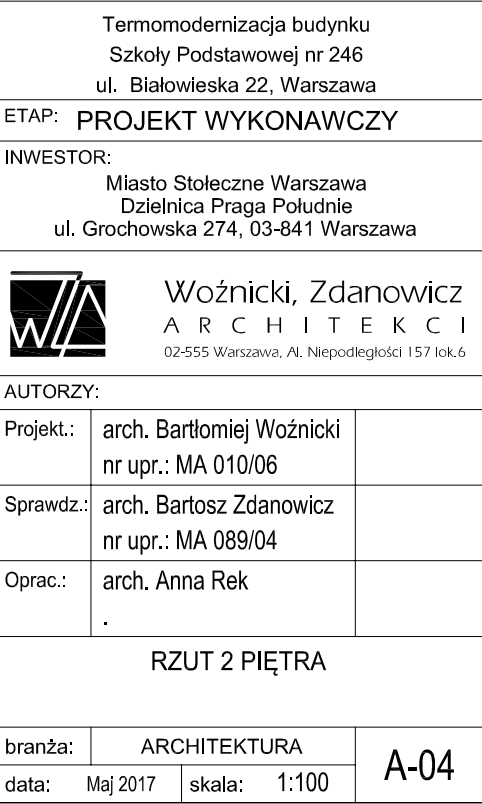 Termomodernizacja budynku
Szkoły Podstawowej nr 246
ul. Białowieska 22, Warszawa
ETAP: PROJEKT WYKONAWCZY
INWESTOR:
Miasto Stołeczne Warszawa
Dzielnica Praga Południe
ul. Grochowska 274, 03-841 Warszawa
WZA
Woźnicki, Zdanowicz
ARCHITEKCI
02-555 Warszawa, Al. Niepodległości 157 lok.6
AUTORZY:
Projekt.: arch. Bartłomiej Woźnicki
nr upr.: MA 010/06
Sprawdz.: arch. Bartosz Zdanowicz
nr upr.: MA 089/04
Oprac.: arch. Anna Rek
.
RZUT 2 PIĘTRA
branża: ARCHITEKTURA
A-04
data: Maj 2017 skala: 1:100